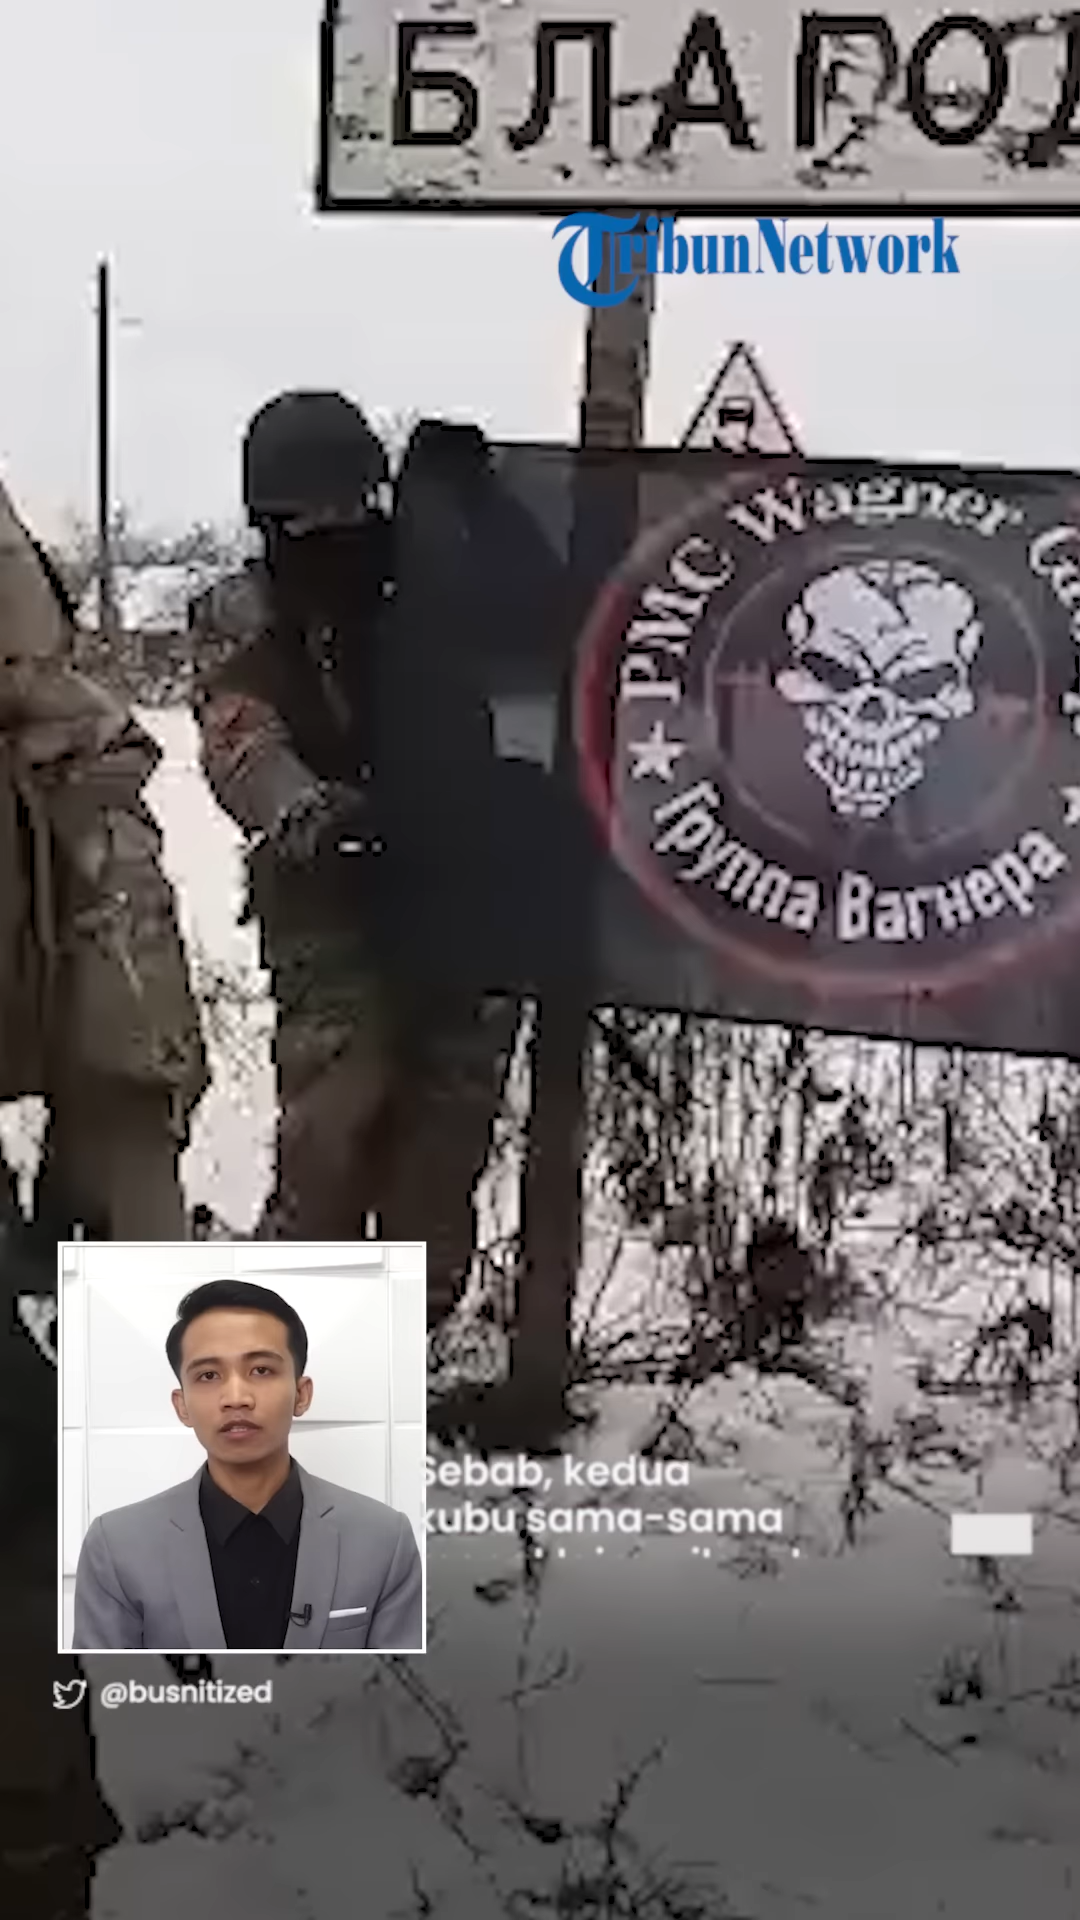 БЛАГОД
TribunNetwork
PMC Wagner
Группа Вагнера
Sebab, kedua
kubu sama-sama
@busnitized